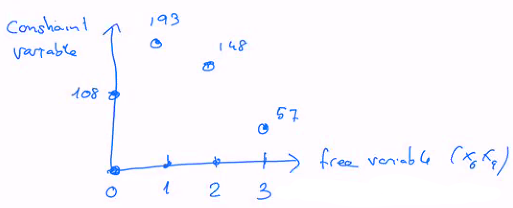 Constraint
variable
193
148
108
57
free variable (x₈ x₉)
0 1 2 3